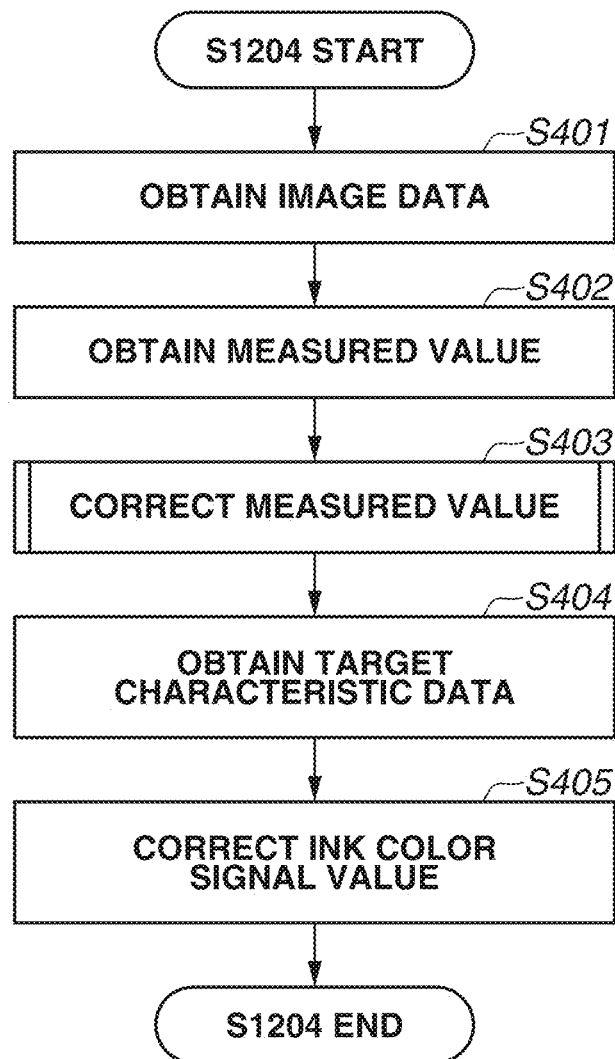 S1204 START
S401
OBTAIN IMAGE DATA
S402
OBTAIN MEASURED VALUE
S403
CORRECT MEASURED VALUE
S404
OBTAIN TARGET
CHARACTERISTIC DATA
S405
CORRECT INK COLOR
SIGNAL VALUE
S1204 END